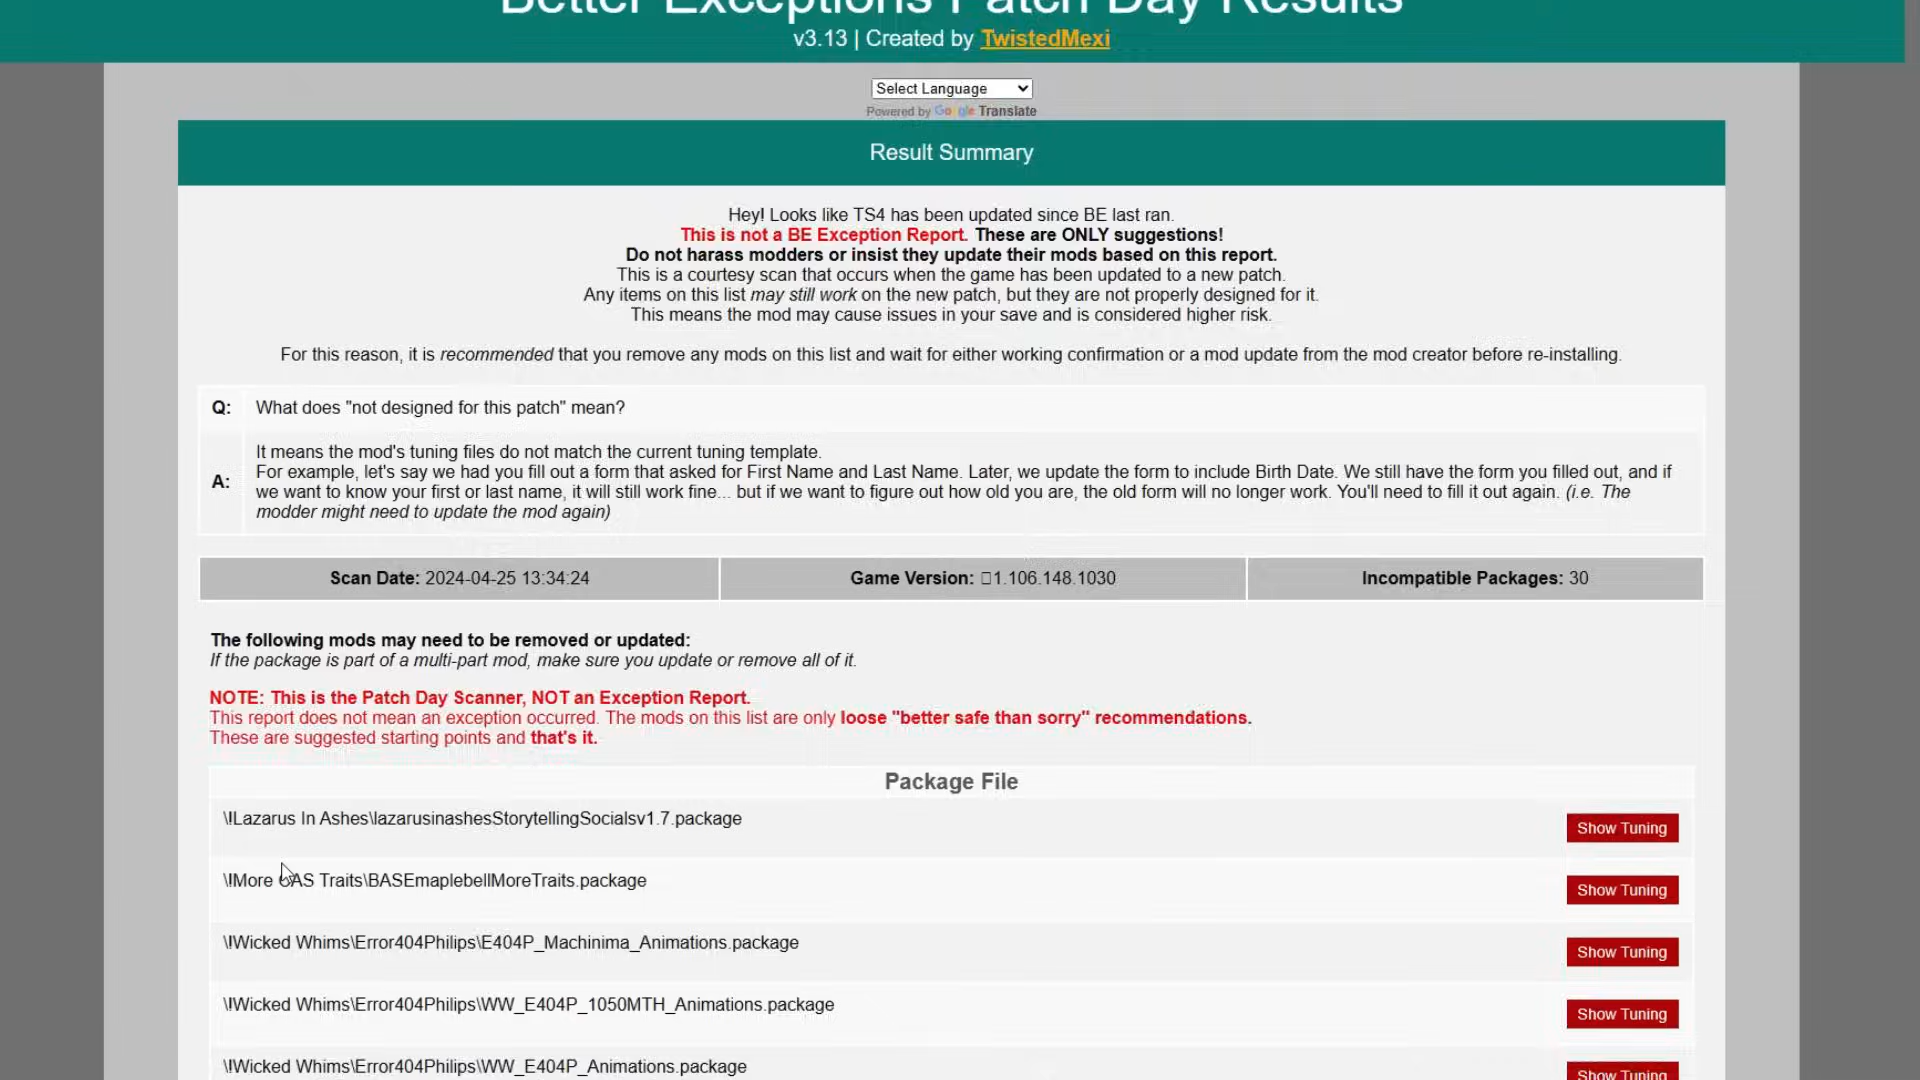 Better Exceptions Patch Day Results
v3.13 | Created by TwistedMexi
Select Language
Powered by Google Translate
Result Summary
Hey! Looks like TS4 has been updated since BE last ran.
This is not a BE Exception Report. These are ONLY suggestions!
Do not harass modders or insist they update their mods based on this report.
This is a courtesy scan that occurs when the game has been updated to a new patch.
Any items on this list may still work on the new patch, but they are not properly designed for it.
This means the mod may cause issues in your save and is considered higher risk.
For this reason, it is recommended that you remove any mods on this list and wait for either working confirmation or a mod update from the mod creator before re-installing.
Q: What does "not designed for this patch" mean?
It means the mod's tuning files do not match the current tuning template.
For example, let's say we had you fill out a form that asked for First Name and Last Name. Later, we update the form to include Birth Date. We still have the form you filled out, and if
A: we want to know your first or last name, it will still work fine... but if we want to figure out how old you are, the old form will no longer work. You'll need to fill it out again. (i.e. The
modder might need to update the mod again)
Scan Date: 2024-04-25 13:34:24 Game Version: 1.106.148.1030 Incompatible Packages: 30
The following mods may need to be removed or updated:
If the package is part of a multi-part mod, make sure you update or remove all of it.
NOTE: This is the Patch Day Scanner, NOT an Exception Report.
This report does not mean an exception occurred. The mods on this list are only loose "better safe than sorry" recommendations.
These are suggested starting points and that's it.
Package File
\!Lazarus In Ashes\lazarusinashesStorytellingSocialsv1.7.package Show Tuning
\!More CAS Traits\BASEmaplebellMoreTraits.package Show Tuning
\!Wicked Whims\Error404Philips\E404P_Machinima_Animations.package Show Tuning
\!Wicked Whims\Error404Philips\WW_E404P_1050MTH_Animations.package Show Tuning
\!Wicked Whims\Error404Philips\WW_E404P_Animations.package Show Tuning